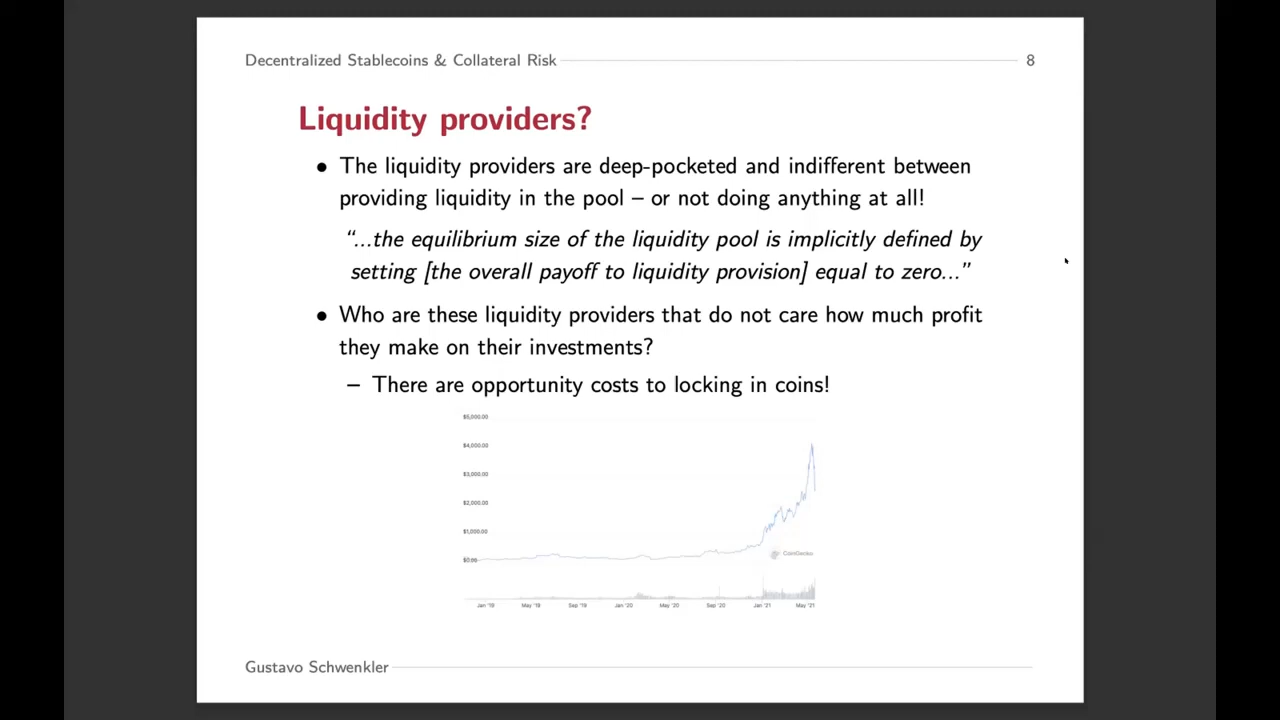 Decentralized Stablecoins & Collateral Risk 8
Liquidity providers?
• The liquidity providers are deep-pocketed and indifferent between
providing liquidity in the pool – or not doing anything at all!
“...the equilibrium size of the liquidity pool is implicitly defined by
setting [the overall payoff to liquidity provision] equal to zero...”
• Who are these liquidity providers that do not care how much profit
they make on their investments?
– There are opportunity costs to locking in coins!
$5,000.00
$4,000.00
$3,000.00
$2,000.00
$1,000.00
$0.00
CoinGecko
Jan '19 May '19 Sep '19 Jan '20 May '20 Sep '20 Jan '21 May '21
Gustavo Schwenkler